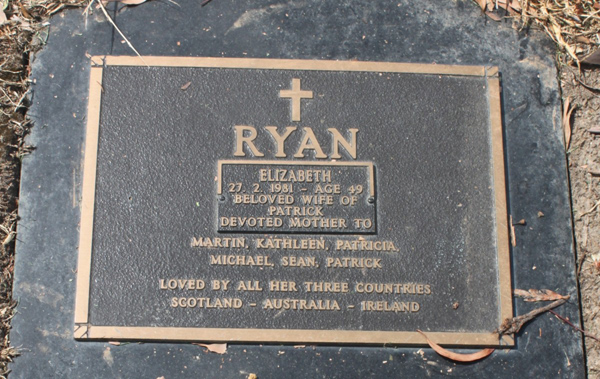 RYAN
ELIZABETH
27. 2. 1981 - AGE 49
BELOVED WIFE OF
PATRICK
DEVOTED MOTHER TO
MARTIN, KATHLEEN, PATRICIA,
MICHAEL, SEAN, PATRICK
LOVED BY ALL HER THREE COUNTRIES
SCOTLAND - AUSTRALIA - IRELAND